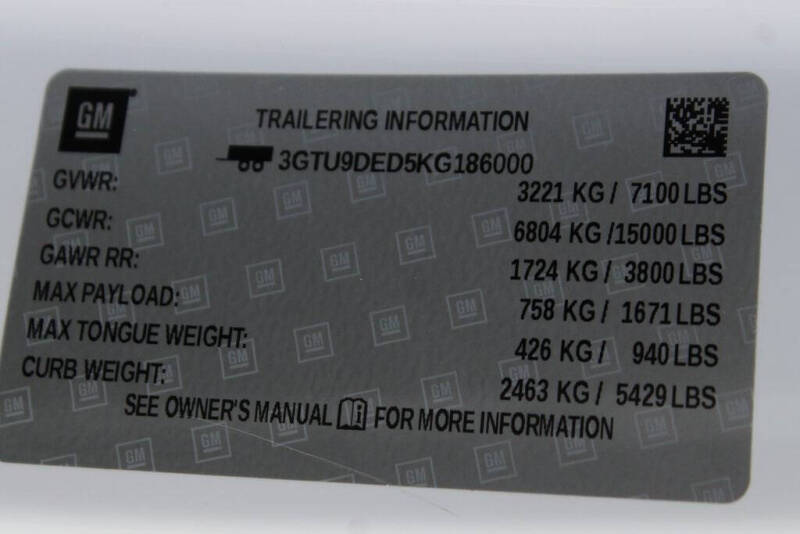 GM
TRAILERING INFORMATION
3GTU9DED5KG186000
GVWR: 3221 KG / 7100 LBS
GCWR: 6804 KG /15000 LBS
GAWR RR: 1724 KG / 3800 LBS
MAX PAYLOAD: 758 KG / 1671 LBS
MAX TONGUE WEIGHT: 426 KG / 940 LBS
CURB WEIGHT: 2463 KG / 5429 LBS
SEE OWNER'S MANUAL FOR MORE INFORMATION